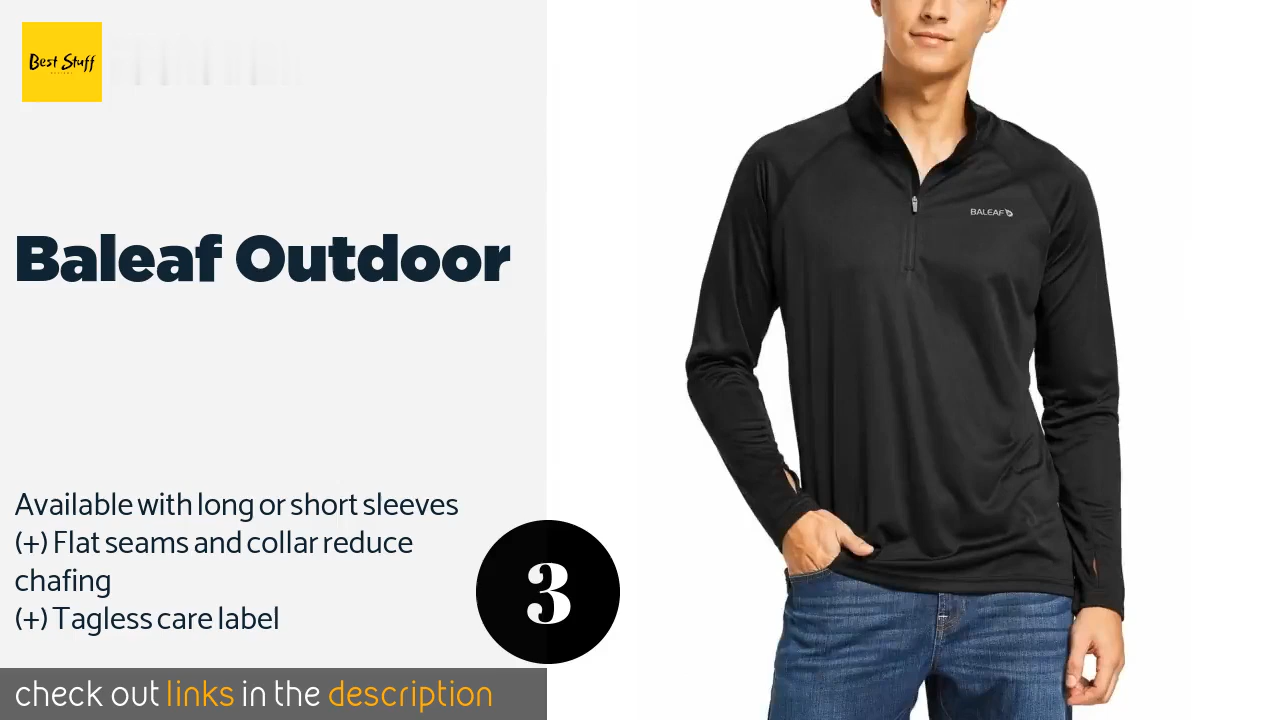 Best Stuff
Baleaf Outdoor
BALEAF
Available with long or short sleeves
(+) Flat seams and collar reduce
chafing
(+) Tagless care label
3
check out links in the description